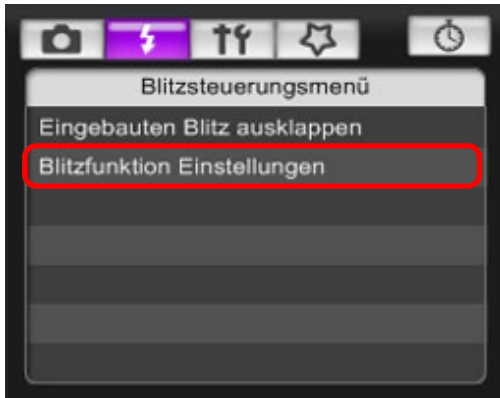 Blitzsteuerungsmenü
Eingebauten Blitz ausklappen
Blitzfunktion Einstellungen